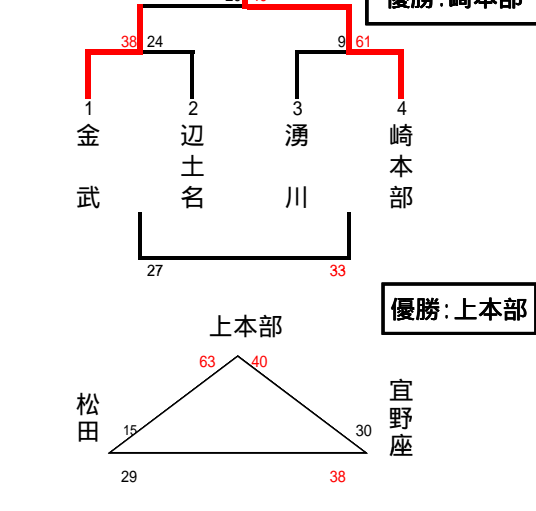 優勝：崎本部
38 24 9 61
1 2 3 4
金武 辺土名 湧川 崎本部
27 33
優勝：上本部
上本部
63 40
松田 宜野座
15 30
29 38